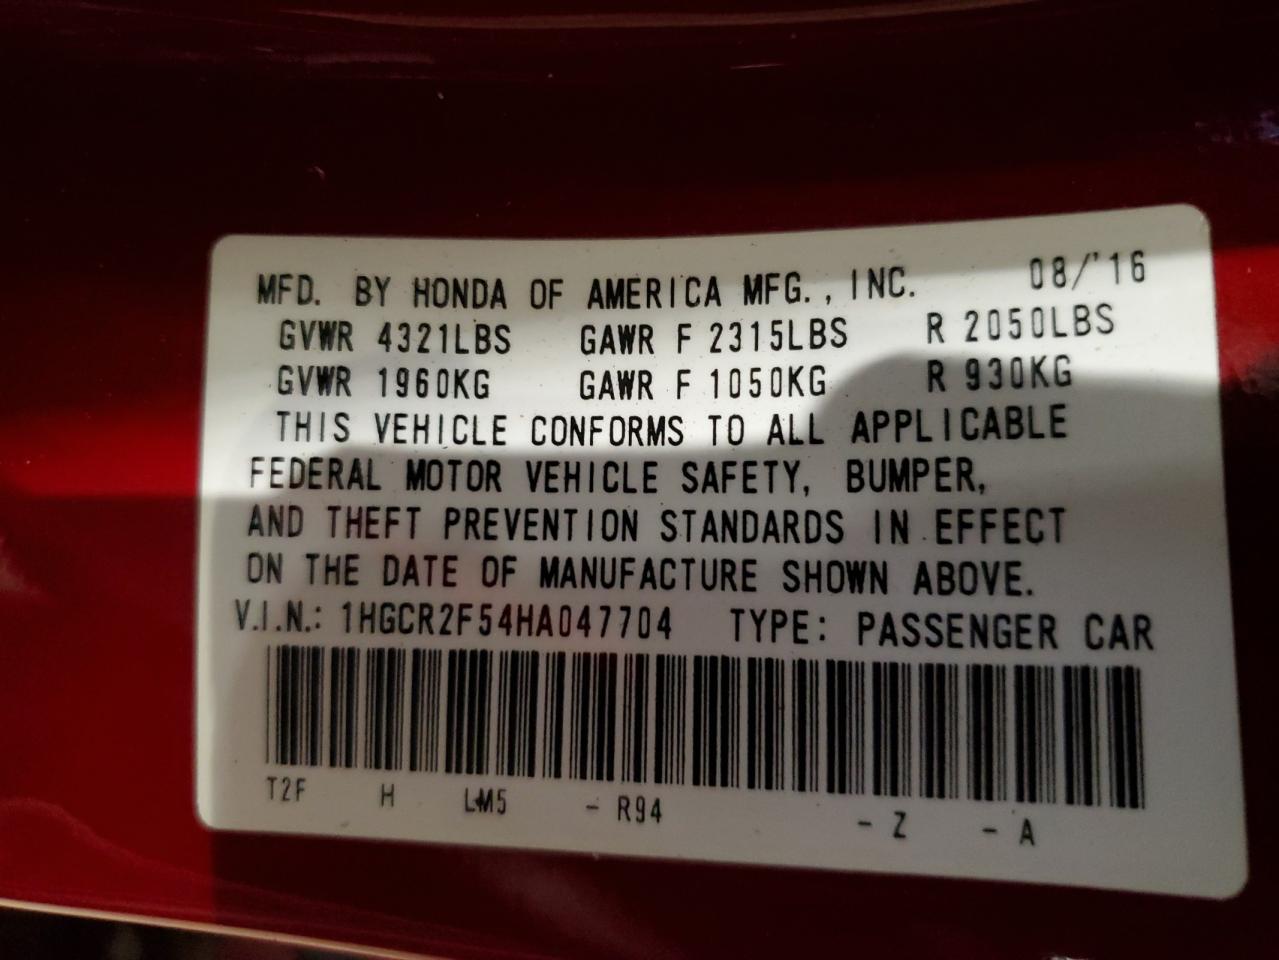 MFD. BY HONDA OF AMERICA MFG., INC. 08/'16
GVWR 4321LBS GAWR F 2315LBS R 2050LBS
GVWR 1960KG GAWR F 1050KG R 930KG
THIS VEHICLE CONFORMS TO ALL APPLICABLE
FEDERAL MOTOR VEHICLE SAFETY, BUMPER,
AND THEFT PREVENTION STANDARDS IN EFFECT
ON THE DATE OF MANUFACTURE SHOWN ABOVE.
V.I.N.: 1HGCR2F54HA047704 TYPE: PASSENGER CAR
T2F H LM5 - R94 - Z - A